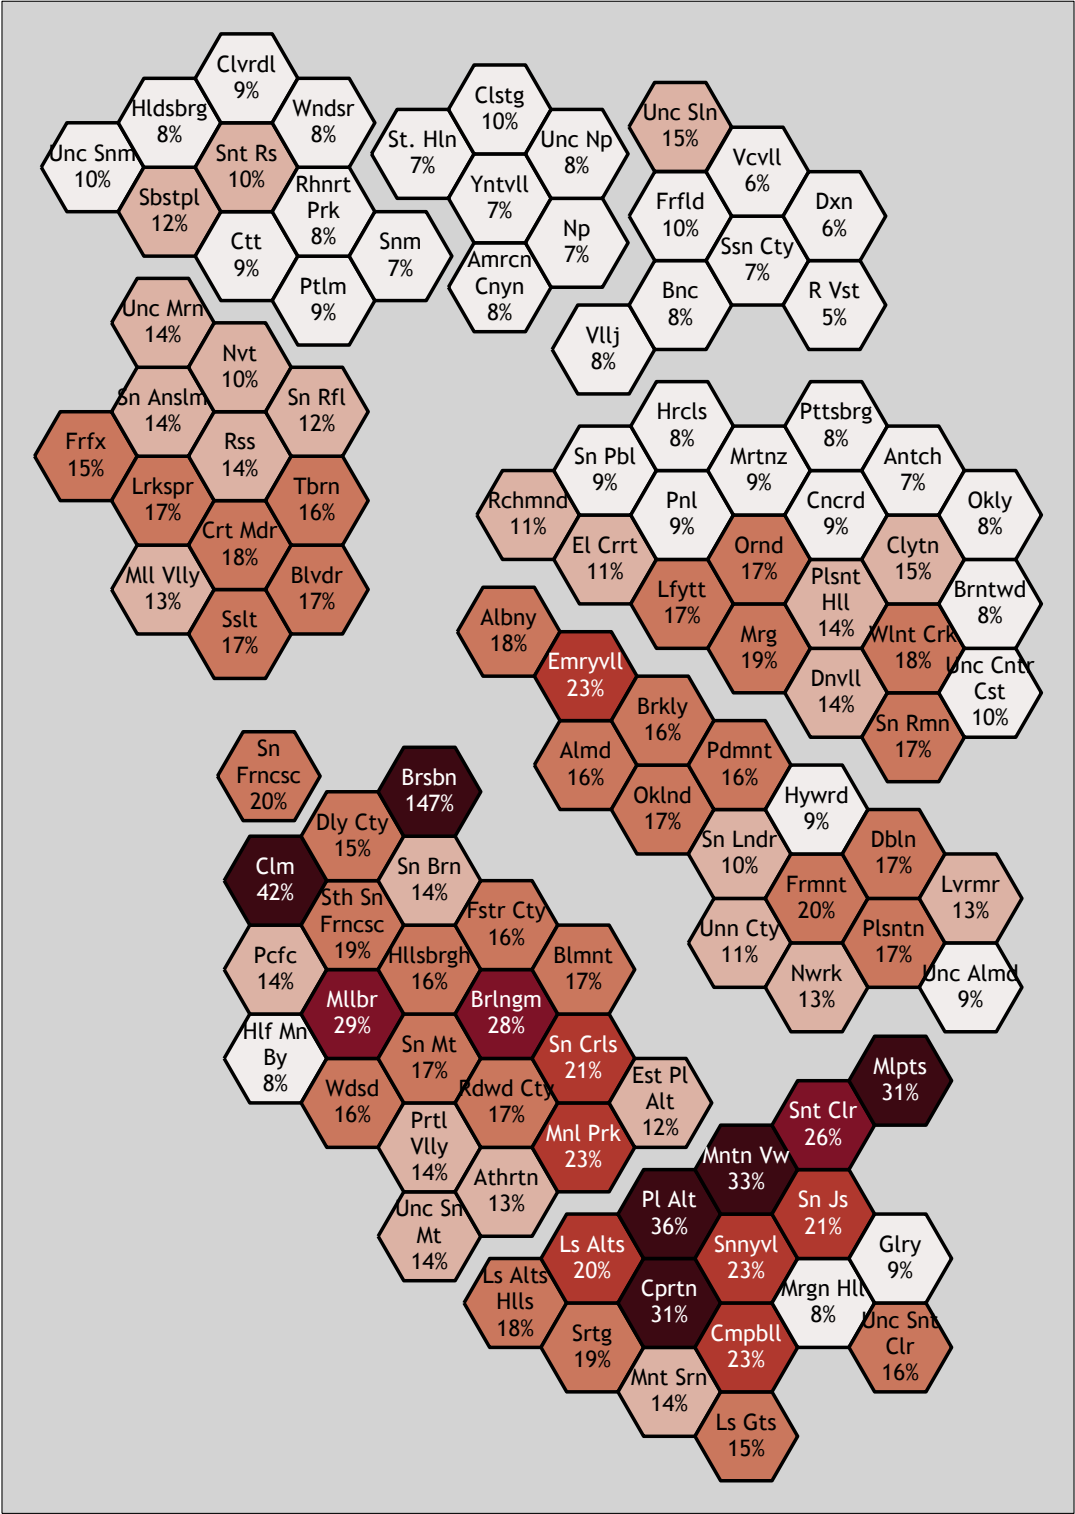 Clvrdl
9%
Hldsbrg
8%
Wndsr
8%
Unc Snm
10%
Snt Rs
10%
Sbstpl
12%
Rhnrt
Prk
8%
Ctt
9%
Snm
7%
Ptlm
9%
Clstg
10%
St. Hln
7%
Unc Np
8%
Yntvll
7%
Np
7%
Amrcn
Cnyn
8%
Unc Sln
15%
Vcvll
6%
Frfld
10%
Dxn
6%
Ssn Cty
7%
Bnc
8%
R Vst
5%
Vllj
8%
Unc Mrn
14%
Nvt
10%
Sn Anslm
14%
Sn Rfl
12%
Frfx
15%
Rss
14%
Lrkspr
17%
Tbrn
16%
Crt Mdr
18%
Mll Vlly
13%
Blvdr
17%
Sslt
17%
Hrcls
8%
Pttsbrg
8%
Sn Pbl
9%
Mrtnz
9%
Antch
7%
Rchmnd
11%
Pnl
9%
Cncrd
9%
Okly
8%
El Crrt
11%
Ornd
17%
Clytn
15%
Lfytt
17%
Plsnt
Hll
14%
Brntwd
8%
Mrg
19%
Wlnt Crk
18%
Dnvll
14%
Unc Cntr
Cst
10%
Sn Rmn
17%
Albny
18%
Emryvll
23%
Brkly
16%
Almd
16%
Pdmnt
16%
Oklnd
17%
Hywrd
9%
Sn Lndr
10%
Dbln
17%
Frmnt
20%
Lvrmr
13%
Unn Cty
11%
Plsntn
17%
Nwrk
13%
Unc Almd
9%
Sn
Frncsc
20%
Brsbn
147%
Dly Cty
15%
Clm
42%
Sn Brn
14%
Sth Sn
Frncsc
19%
Fstr Cty
16%
Pcfc
14%
Hllsbrgh
16%
Blmnt
17%
Mllbr
29%
Brlngm
28%
Hlf Mn
By
8%
Sn Mt
17%
Sn Crls
21%
Wdsd
16%
Rdwd Cty
17%
Est Pl
Alt
12%
Prtl
Vlly
14%
Mnl Prk
23%
Athrtn
13%
Unc Sn
Mt
14%
Mlpts
31%
Snt Clr
26%
Mntn Vw
33%
Pl Alt
36%
Sn Js
21%
Ls Alts
20%
Snnyvl
23%
Glry
9%
Ls Alts
Hlls
18%
Cprtn
31%
Mrgn Hll
8%
Srtg
19%
Cmpbll
23%
Unc Snt
Clr
16%
Mnt Srn
14%
Ls Gts
15%